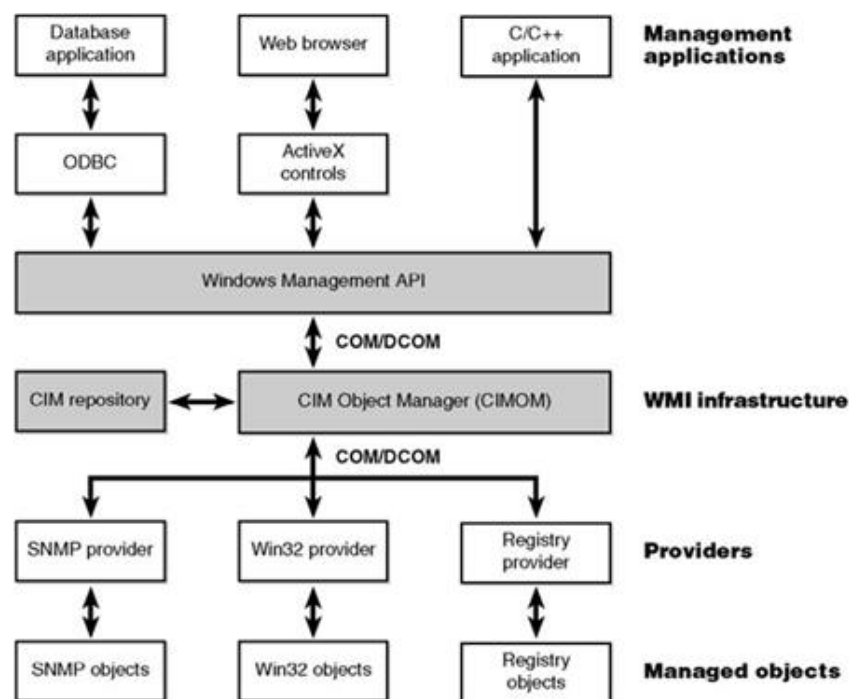 Database
application
Web browser
C/C++
application
Management
applications
ODBC
ActiveX
controls
Windows Management API
COM/DCOM
CIM repository
CIM Object Manager (CIMOM)
WMI infrastructure
COM/DCOM
SNMP provider
Win32 provider
Registry
provider
Providers
SNMP objects
Win32 objects
Registry
objects
Managed objects